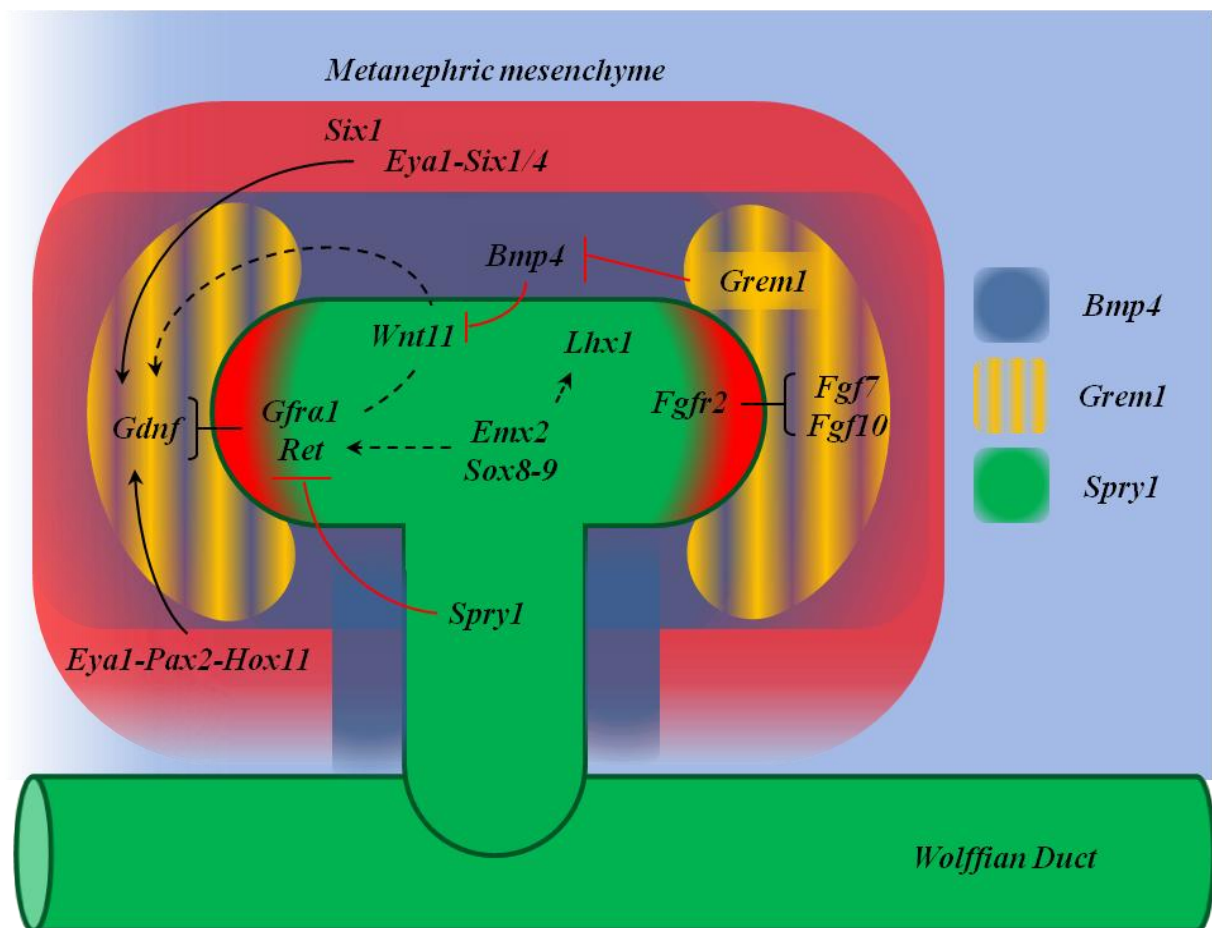 Metanephric mesenchyme
Six1
Eya1-Six1/4
Bmp4
Grem1
Wnt11
Lhx1
Gdnf
Gfrα1
Ret
Emx2
Sox8-9
Fgfr2
Fgf7
Fgf10
Spry1
Eya1-Pax2-Hox11
Wolffian Duct
Bmp4
Grem1
Spry1